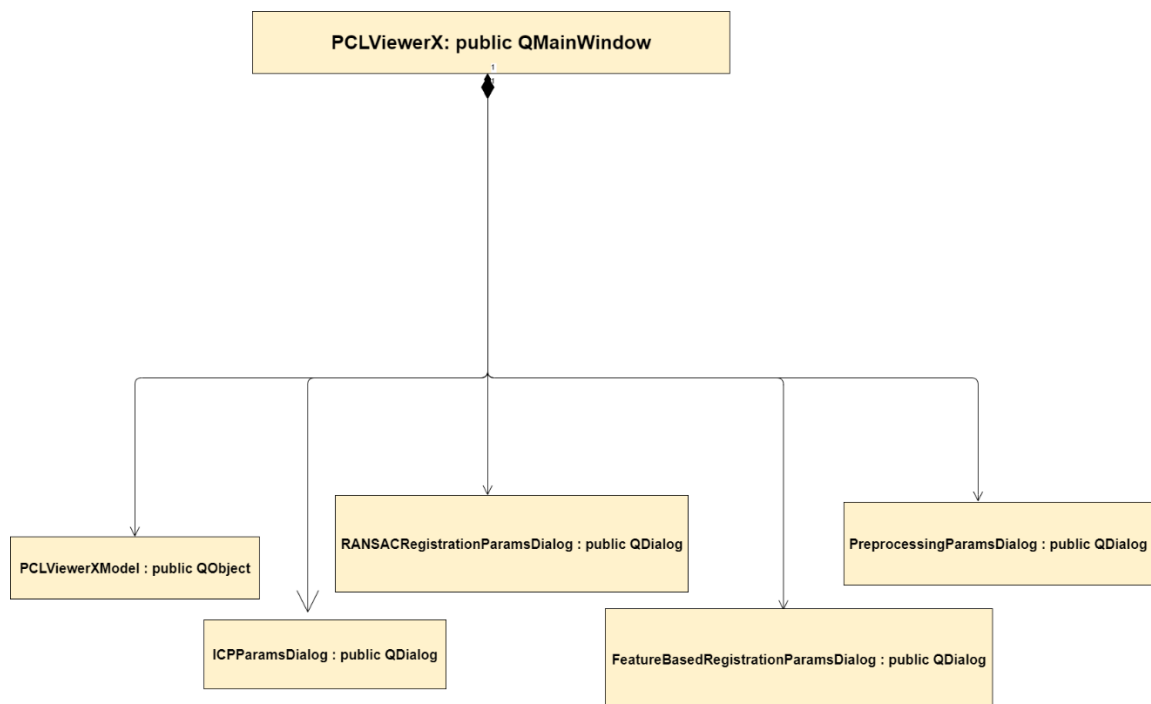 PCLViewerX: public QMainWindow
1
1
RANSACRegistrationParamsDialog : public QDialog
PreprocessingParamsDialog : public QDialog
PCLViewerXModel : public QObject
ICPParamsDialog : public QDialog
FeatureBasedRegistrationParamsDialog : public QDialog